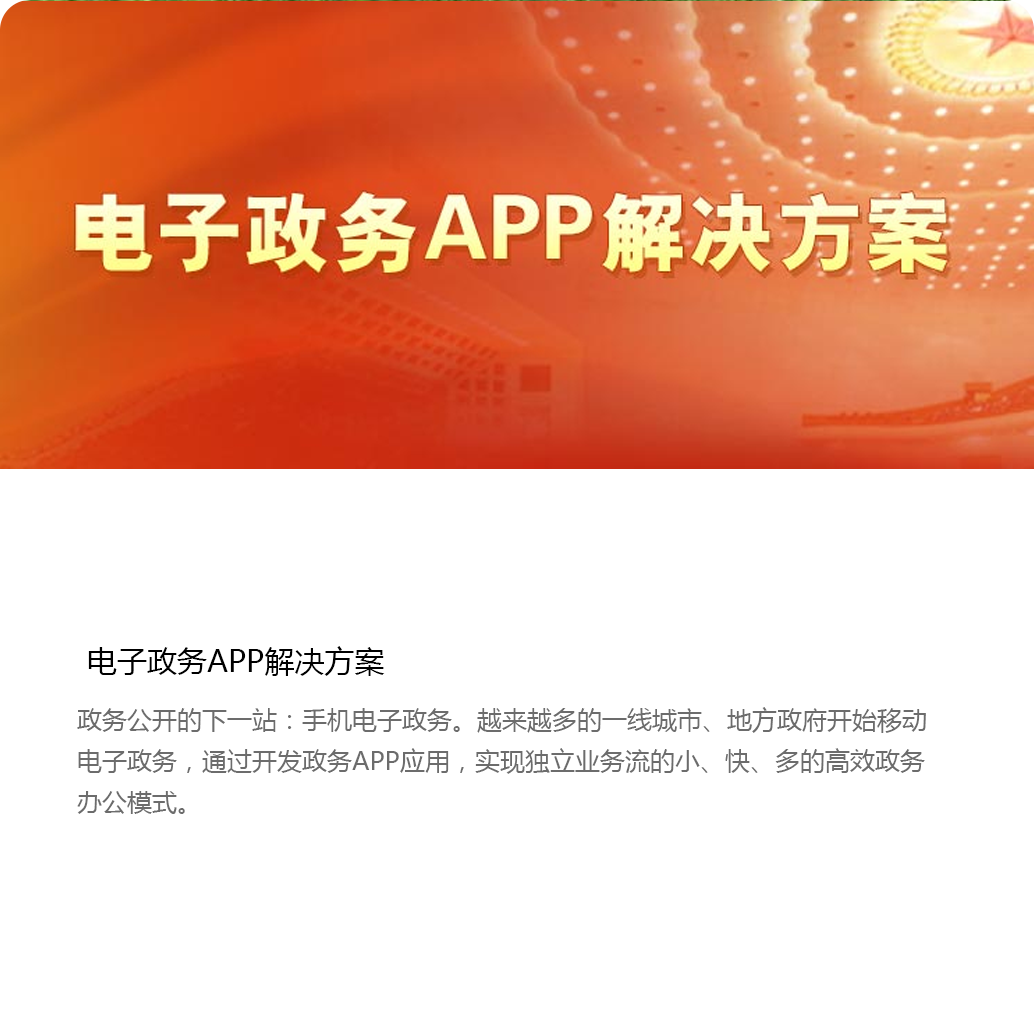 电子政务APP解决方案
电子政务APP解决方案
政务公开的下一站：手机电子政务。越来越多的一线城市、地方政府开始移动
电子政务，通过开发政务APP应用，实现独立业务流的小、快、多的高效政务
办公模式。